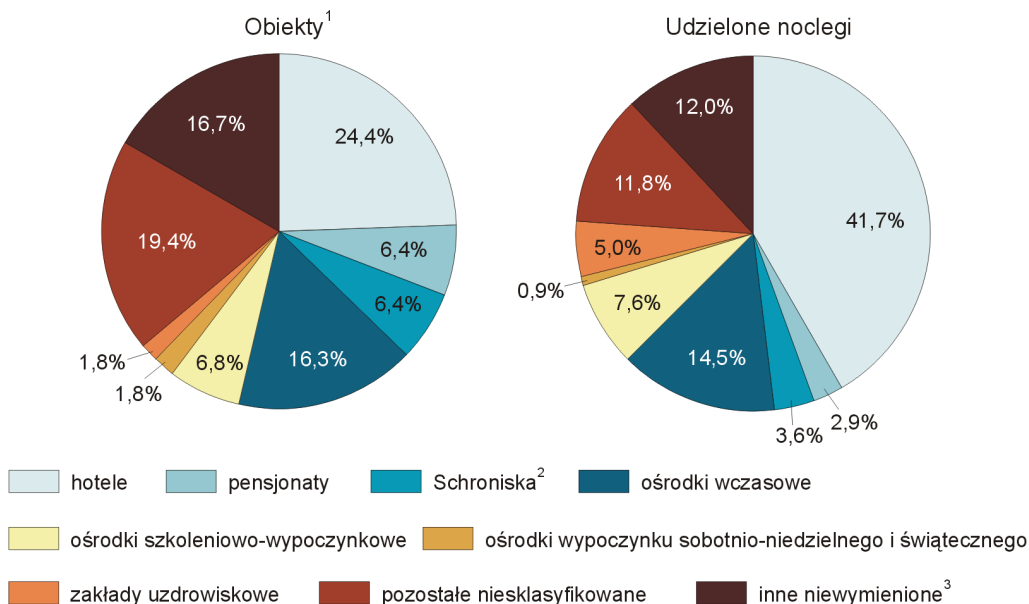 Obiekty¹
Udzielone noclegi
16,7%
24,4%
19,4%
6,4%
6,4%
1,8%
1,8%
6,8%
16,3%
12,0%
11,8%
41,7%
5,0%
0,9%
7,6%
14,5%
3,6%
2,9%
hotele
pensjonaty
Schroniska²
ośrodki wczasowe
ośrodki szkoleniowo-wypoczynkowe
ośrodki wypoczynku sobotnio-niedzielnego i świątecznego
zakłady uzdrowiskowe
pozostałe niesklasyfikowane
inne niewymienione³